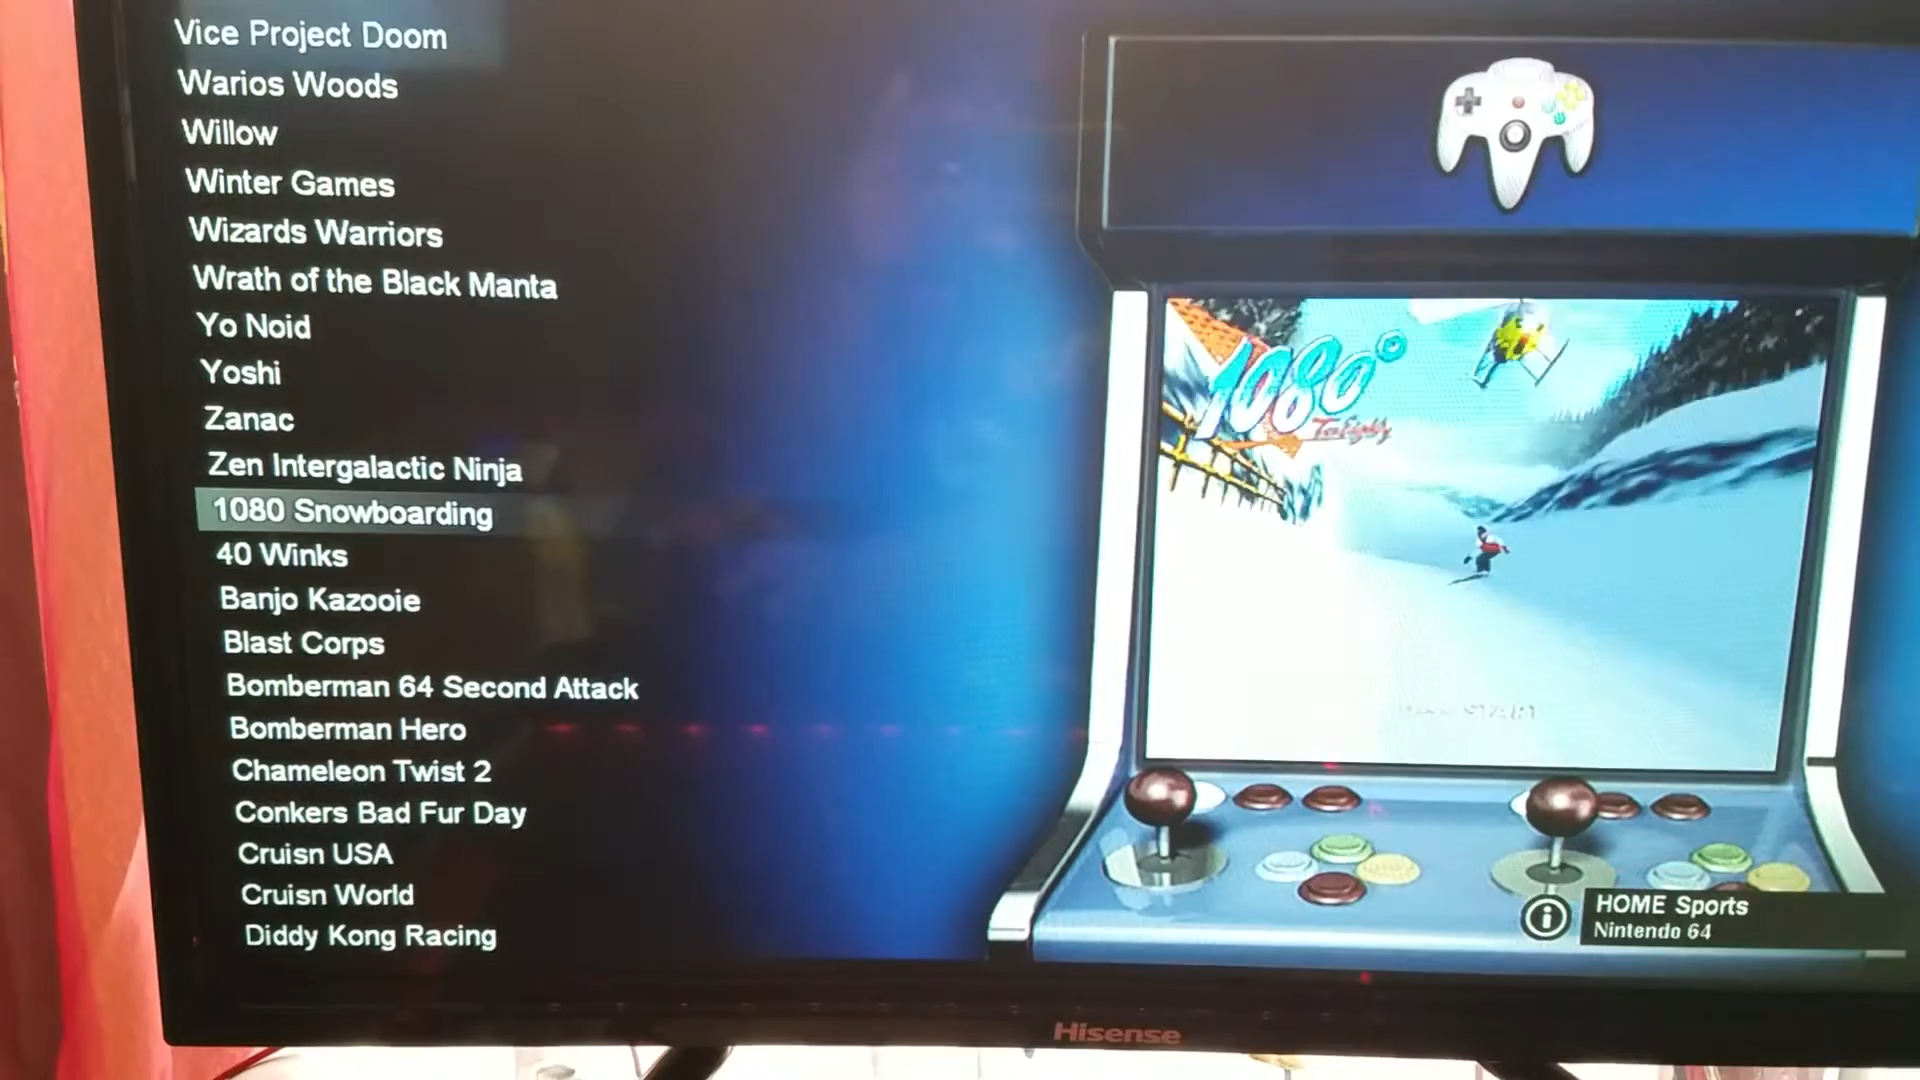 Vice Project Doom
Warios Woods
Willow
Winter Games
Wizards Warriors
Wrath of the Black Manta
Yo Noid
Yoshi
Zanac
Zen Intergalactic Ninja
1080 Snowboarding
40 Winks
Banjo Kazooie
Blast Corps
Bomberman 64 Second Attack
Bomberman Hero
Chameleon Twist 2
Conkers Bad Fur Day
Cruisn USA
Cruisn World
Diddy Kong Racing
1080°
TenEighty
HOME Sports
Nintendo 64
Hisense